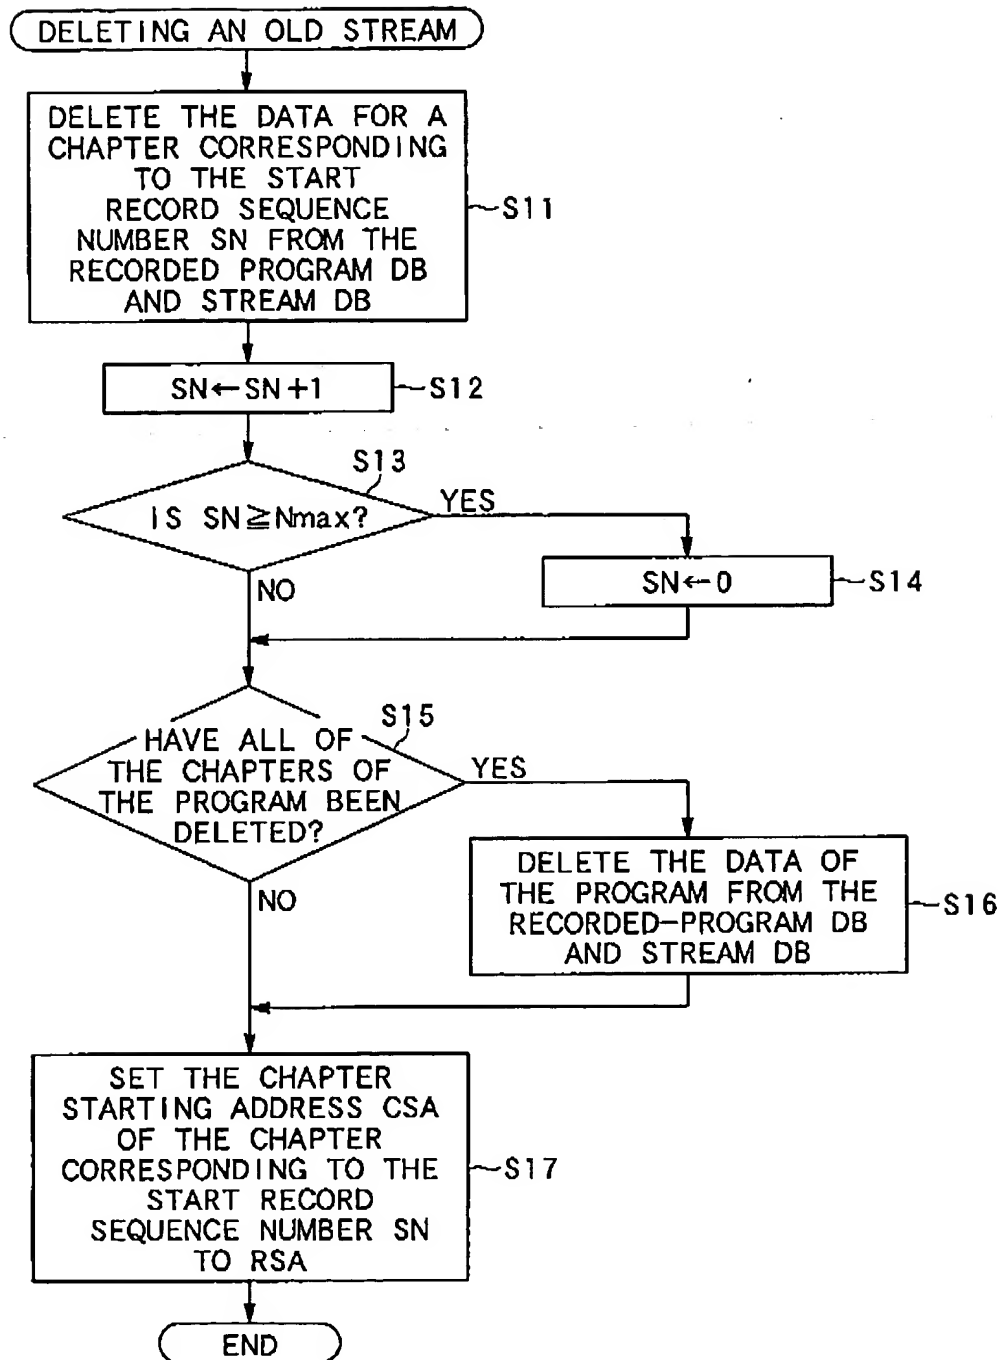 DELETING AN OLD STREAM
DELETE THE DATA FOR A
CHAPTER CORRESPONDING
TO THE START
RECORD SEQUENCE
NUMBER SN FROM THE
RECORDED PROGRAM DB
AND STREAM DB
S11
SN←SN+1
S12
S13
IS SN≧Nmax?
YES
NO
SN←0
S14
S15
HAVE ALL OF
THE CHAPTERS OF
THE PROGRAM BEEN
DELETED?
YES
NO
DELETE THE DATA OF
THE PROGRAM FROM THE
RECORDED-PROGRAM DB
AND STREAM DB
S16
SET THE CHAPTER
STARTING ADDRESS CSA
OF THE CHAPTER
CORRESPONDING TO THE
START RECORD
SEQUENCE NUMBER SN
TO RSA
S17
END